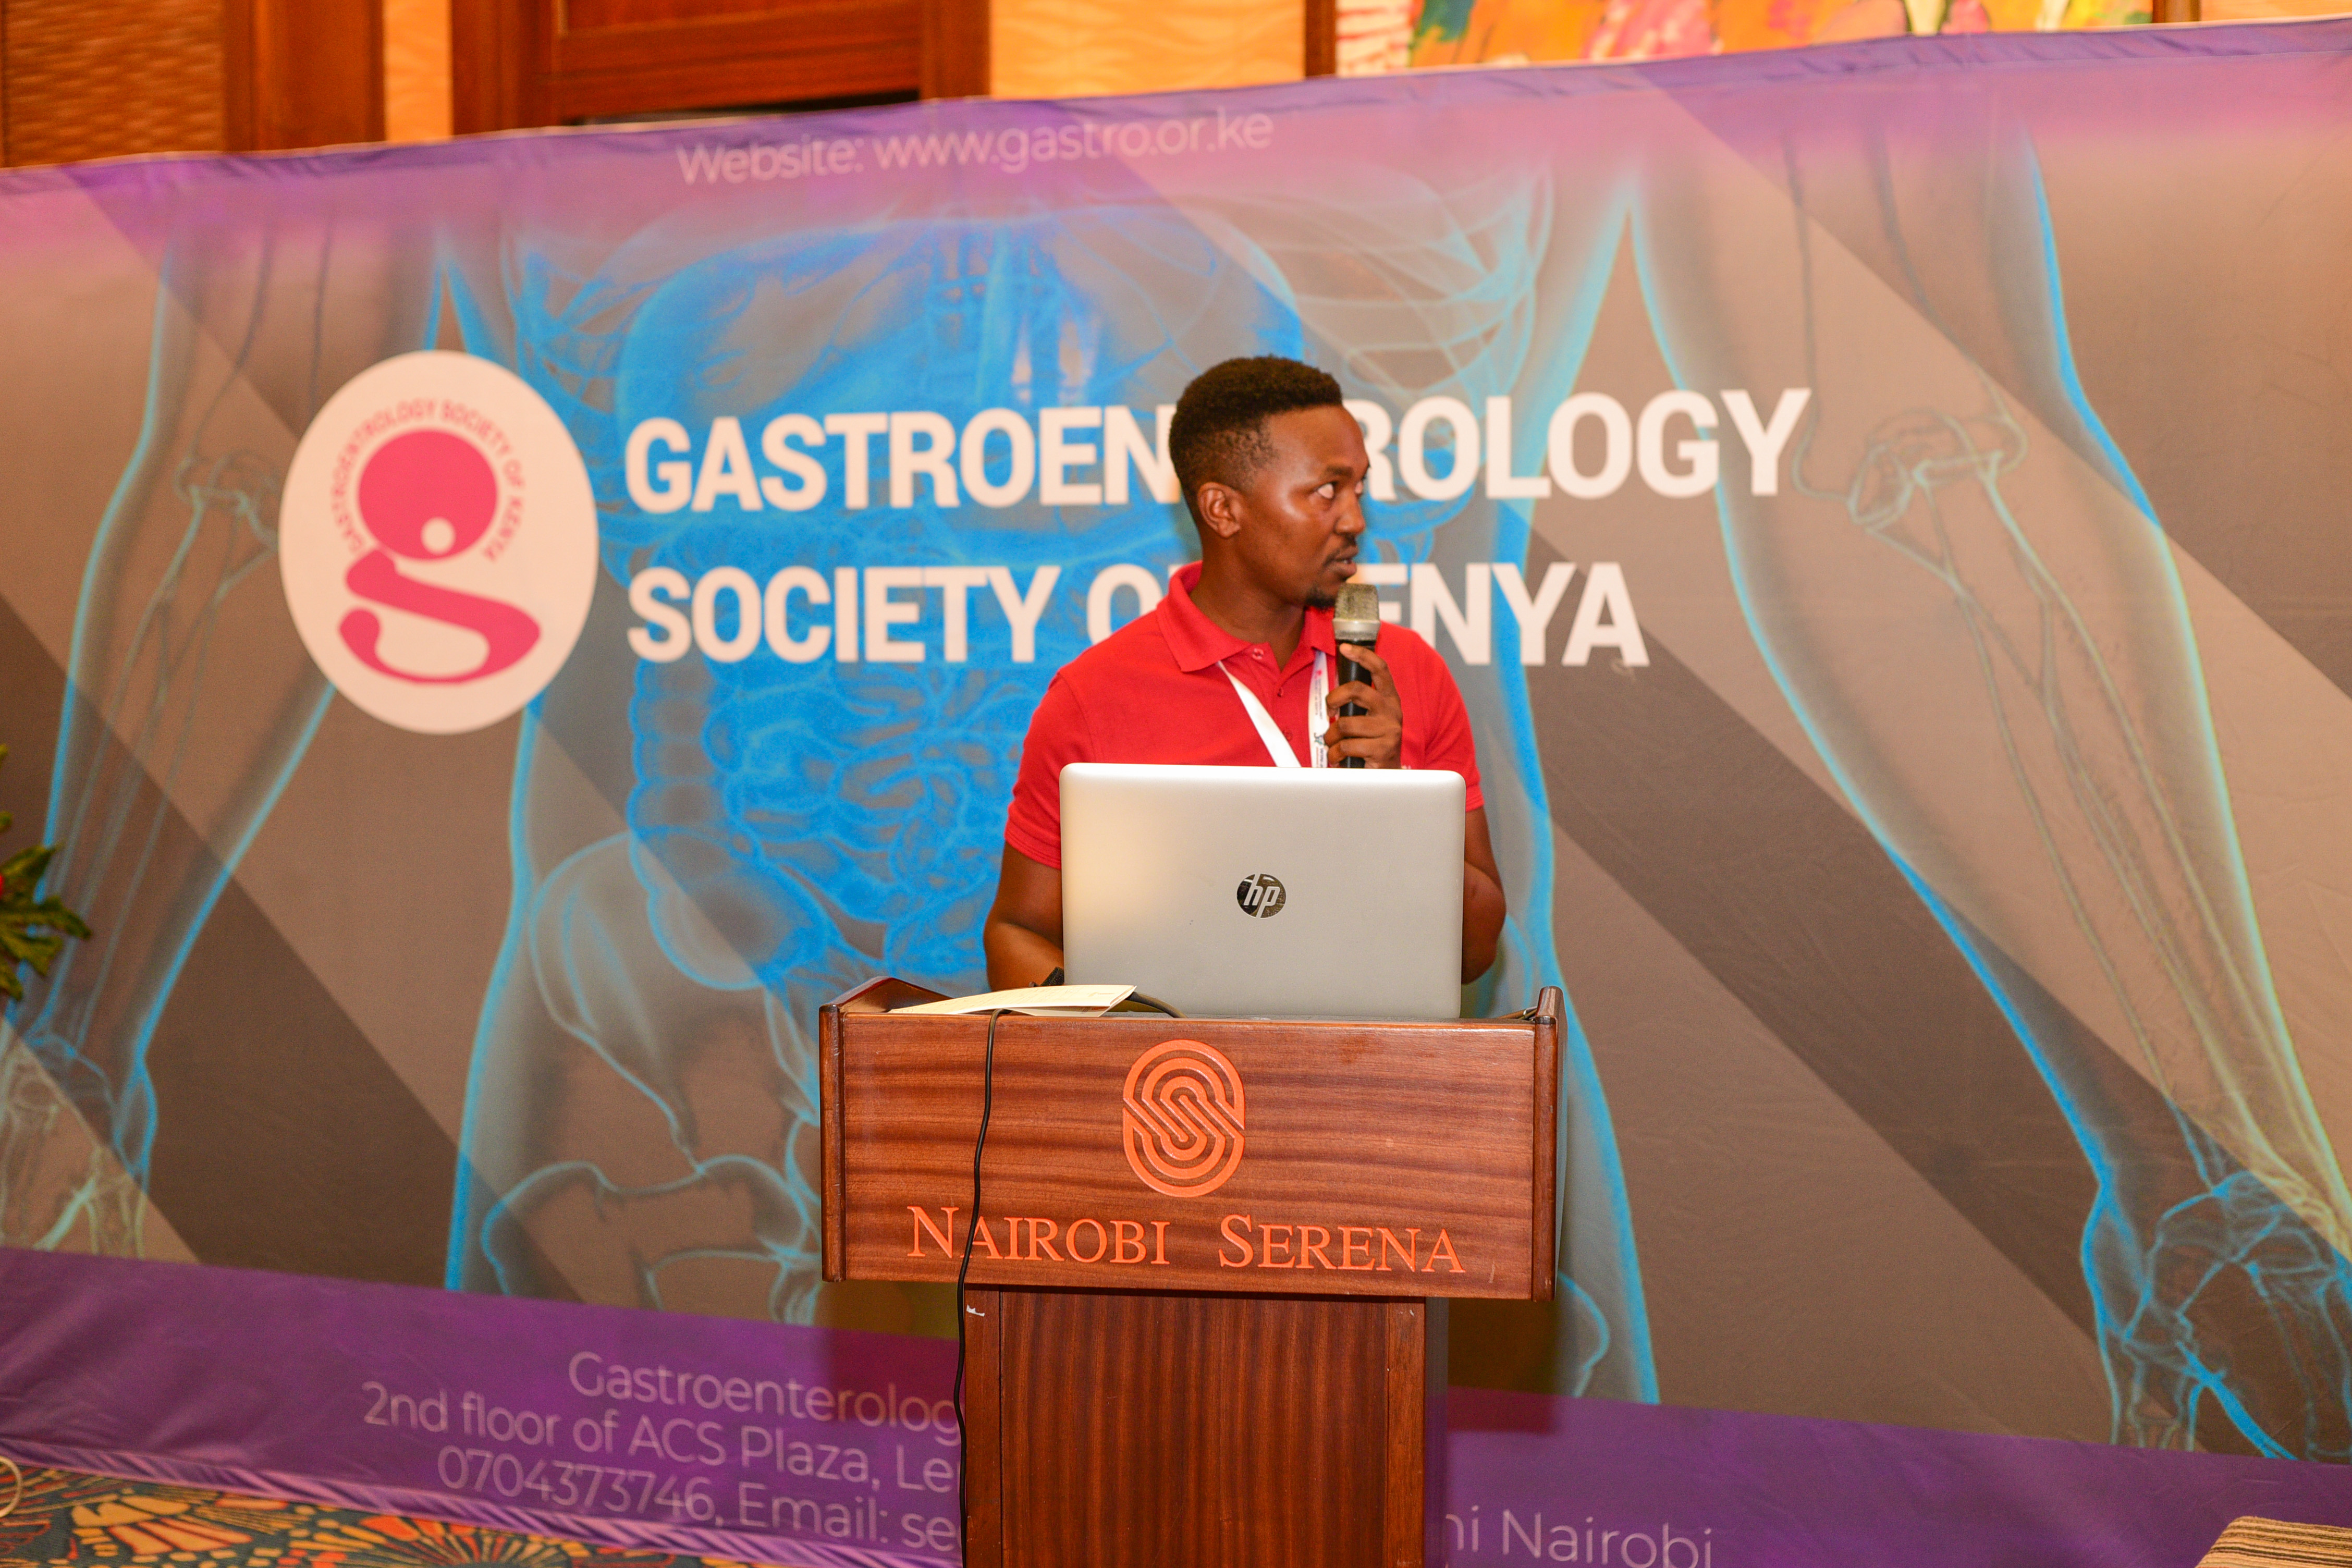 Website: www.gastro.or.ke
GASTROENTEROLOGY SOCIETY OF KENYA
GASTROEN ROLOGY
SOCIETY O ENYA
hp
NAIROBI SERENA
Gastroenterolog
2nd floor of ACS Plaza, Le
0704373746, Email: se
ni Nairobi